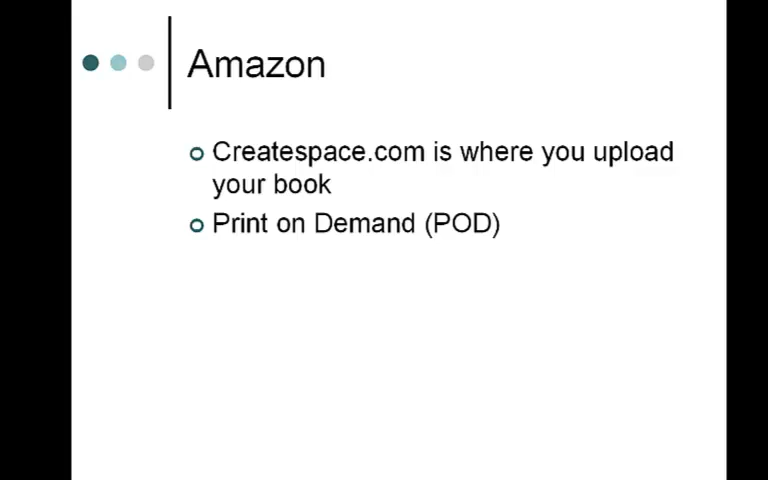 Amazon
Createspace.com is where you upload
your book
Print on Demand (POD)